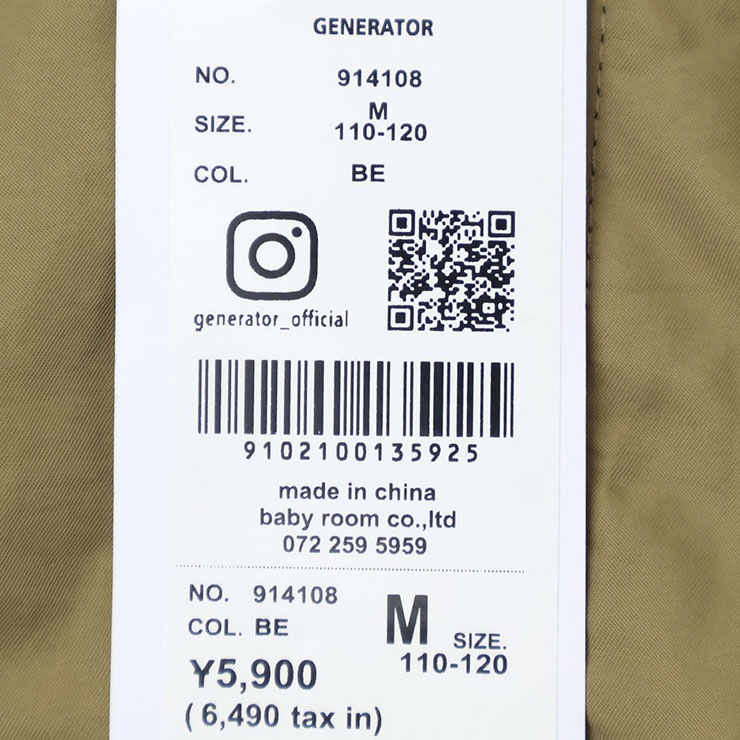 GENERATOR
NO. 914108
SIZE. M 110-120
COL. BE
generator_official
9102100135925
made in china
baby room co.,ltd
072 259 5959
NO. 914108
COL. BE
M SIZE. 110-120
¥5,900
(6,490 tax in)